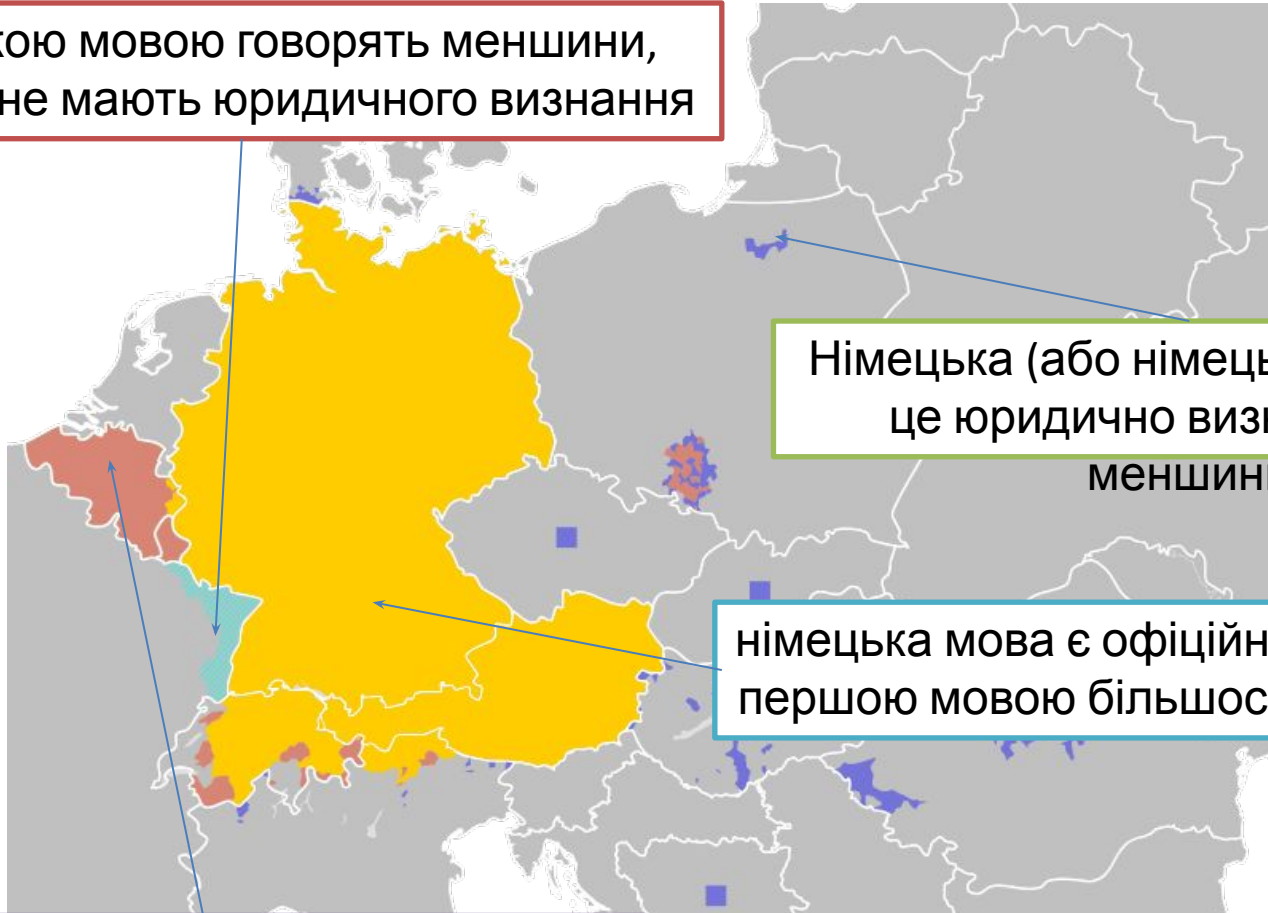 кою мовою говорять меншини,
не мають юридичного визнання
Німецька (або німець
це юридично визн
меншин
німецька мова є офіційн
першою мовою більшос